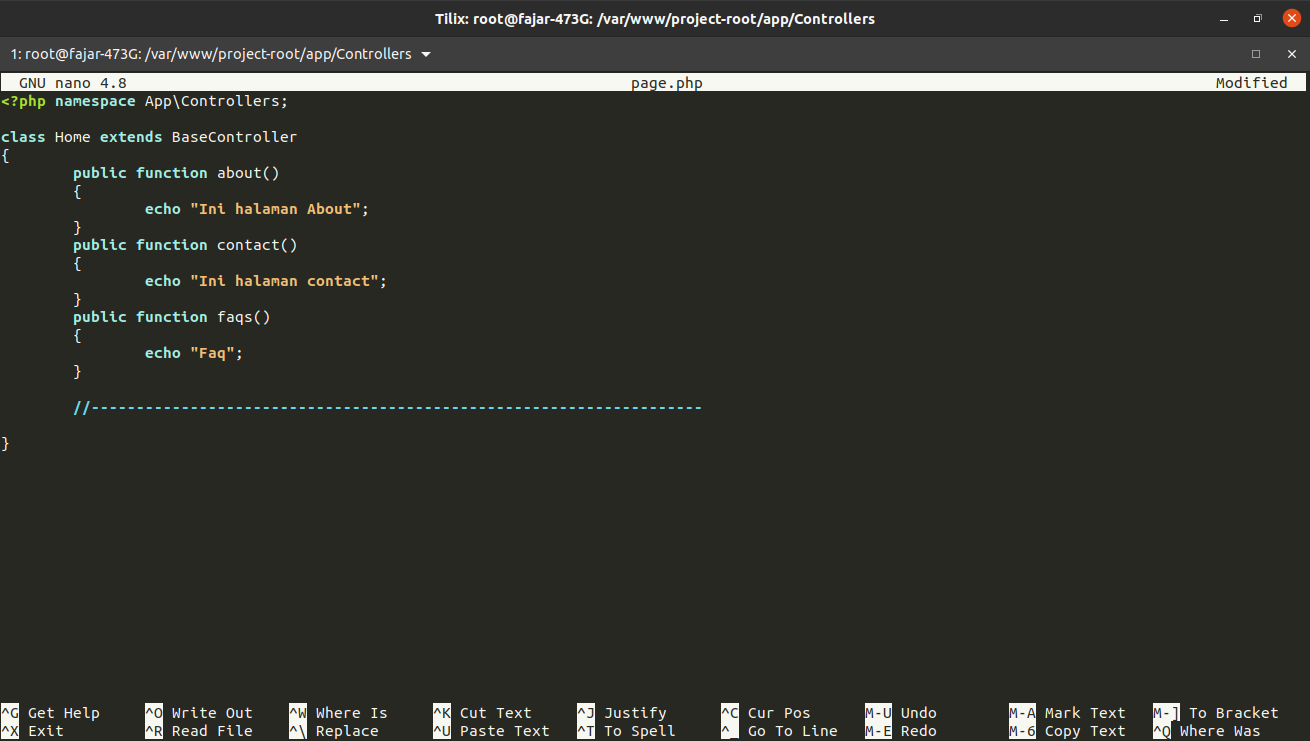 Tilix: root@fajar-473G: /var/www/project-root/app/Controllers
1: root@fajar-473G: /var/www/project-root/app/Controllers
GNU nano 4.8 page.php Modified
<?php namespace App\Controllers;
class Home extends BaseController
{
public function about()
{
echo "Ini halaman About";
}
public function contact()
{
echo "Ini halaman contact";
}
public function faqs()
{
echo "Faq";
}
//--------------------------------------------------------------------
}
^G Get Help ^O Write Out ^W Where Is ^K Cut Text ^J Justify ^C Cur Pos M-U Undo M-A Mark Text M-] To Bracket
^X Exit ^R Read File ^\ Replace ^U Paste Text ^T To Spell ^_ Go To Line M-E Redo M-6 Copy Text ^Q Where Was